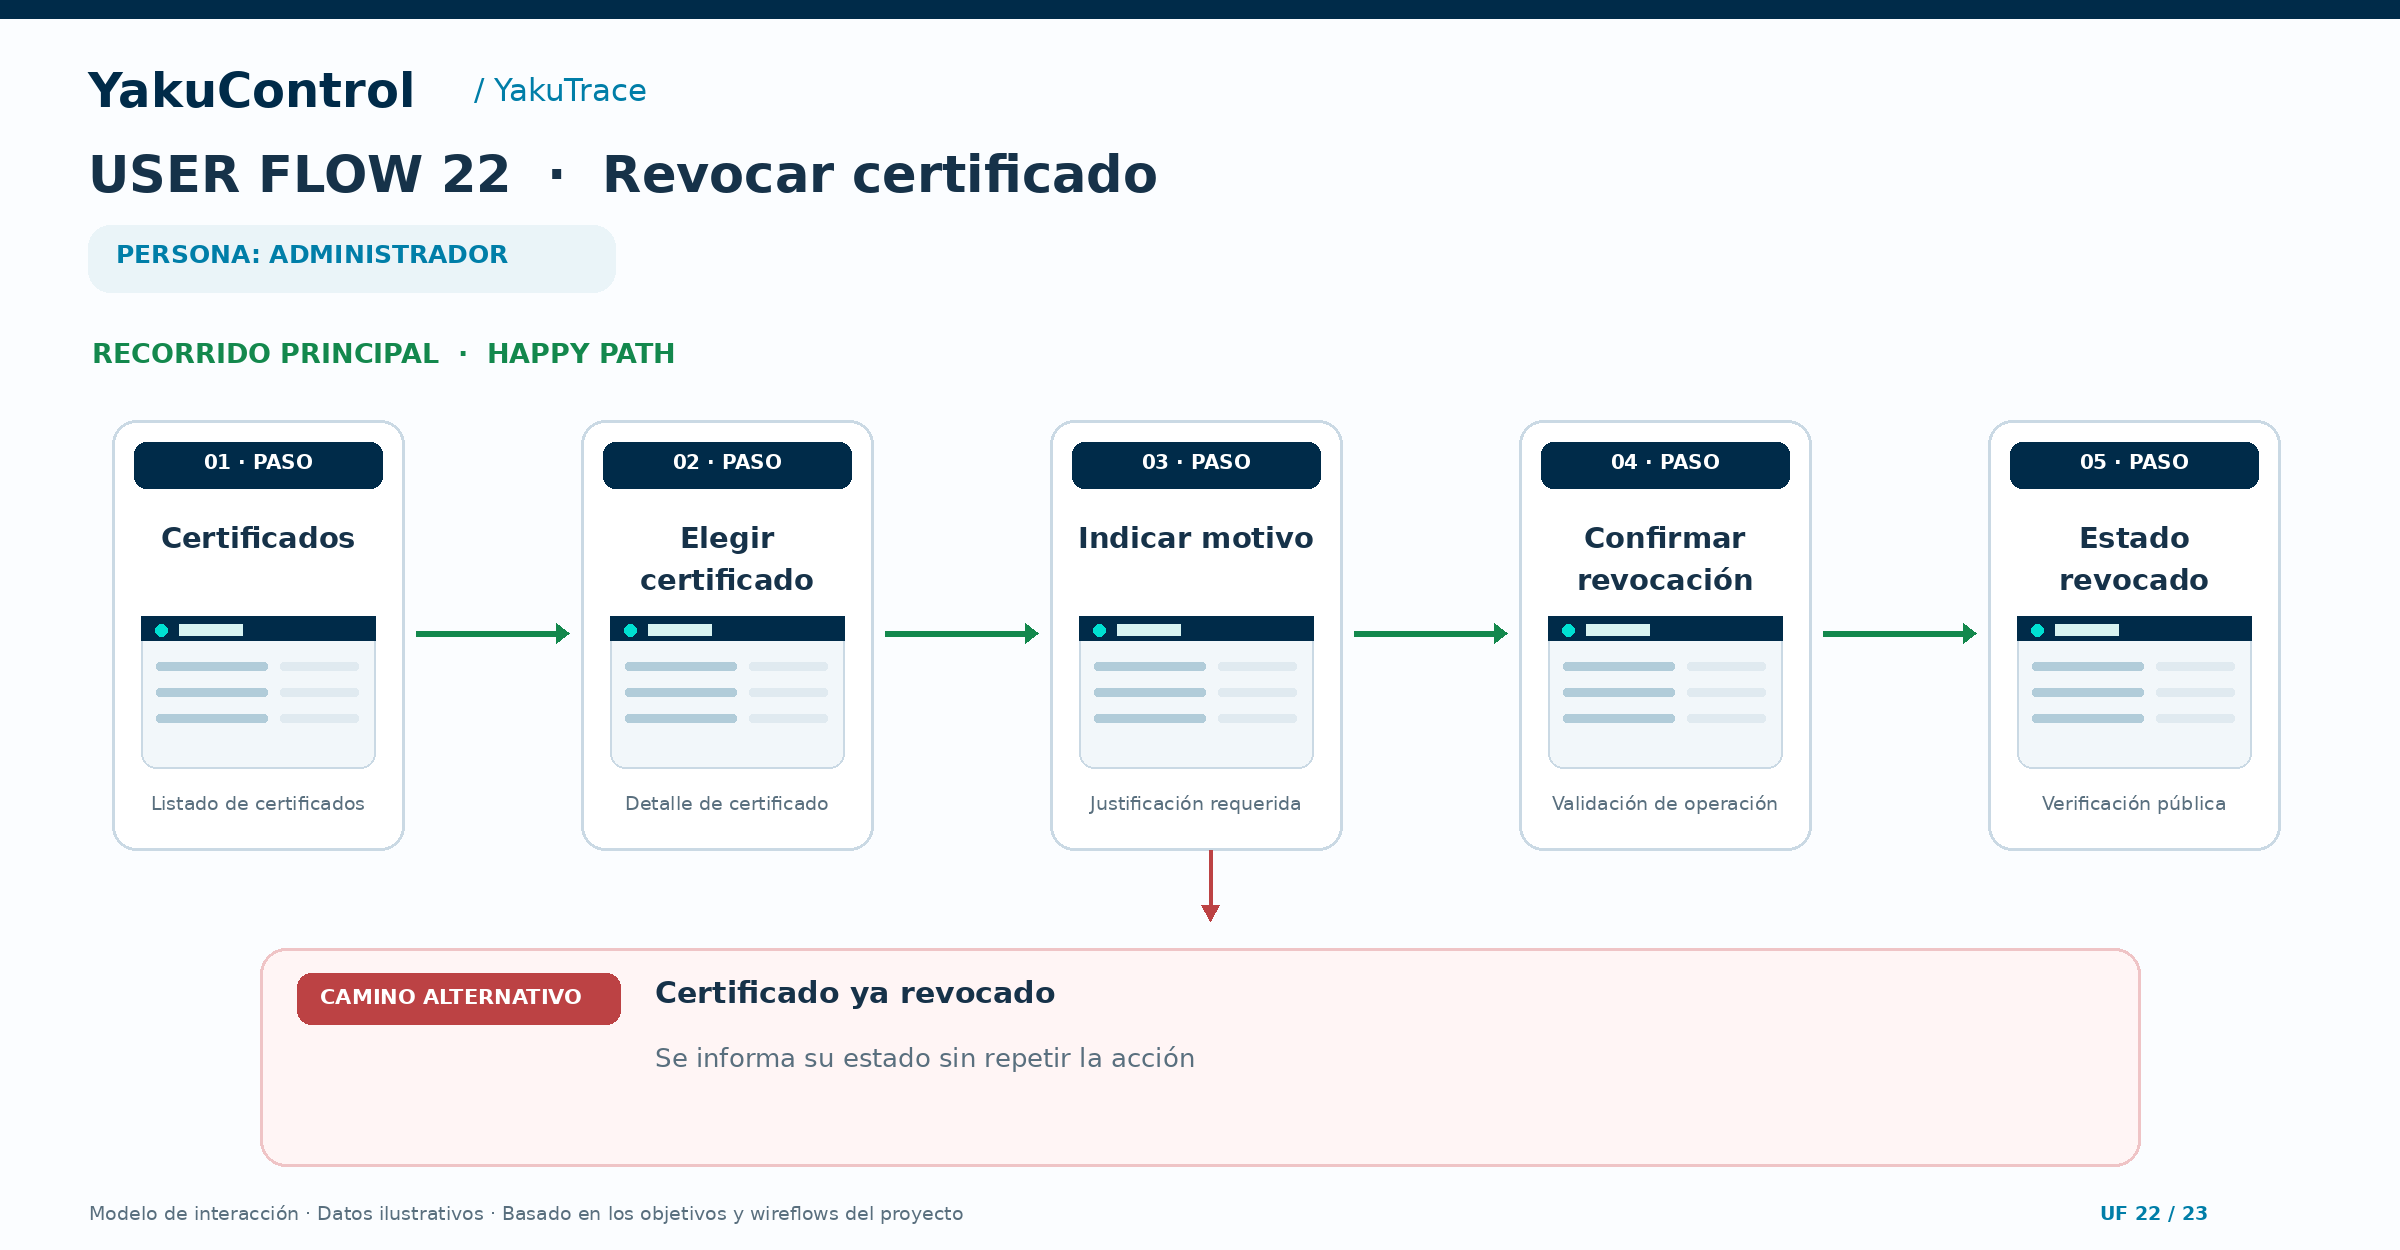 YakuControl / YakuTrace
USER FLOW 22 · Revocar certificado
PERSONA: ADMINISTRADOR
RECORRIDO PRINCIPAL · HAPPY PATH
01 · PASO
Certificados
Listado de certificados
02 · PASO
Elegir
certificado
Detalle de certificado
03 · PASO
Indicar motivo
Justificación requerida
04 · PASO
Confirmar
revocación
Validación de operación
05 · PASO
Estado
revocado
Verificación pública
CAMINO ALTERNATIVO
Certificado ya revocado
Se informa su estado sin repetir la acción
Modelo de interacción · Datos ilustrativos · Basado en los objetivos y wireflows del proyecto
UF 22 / 23